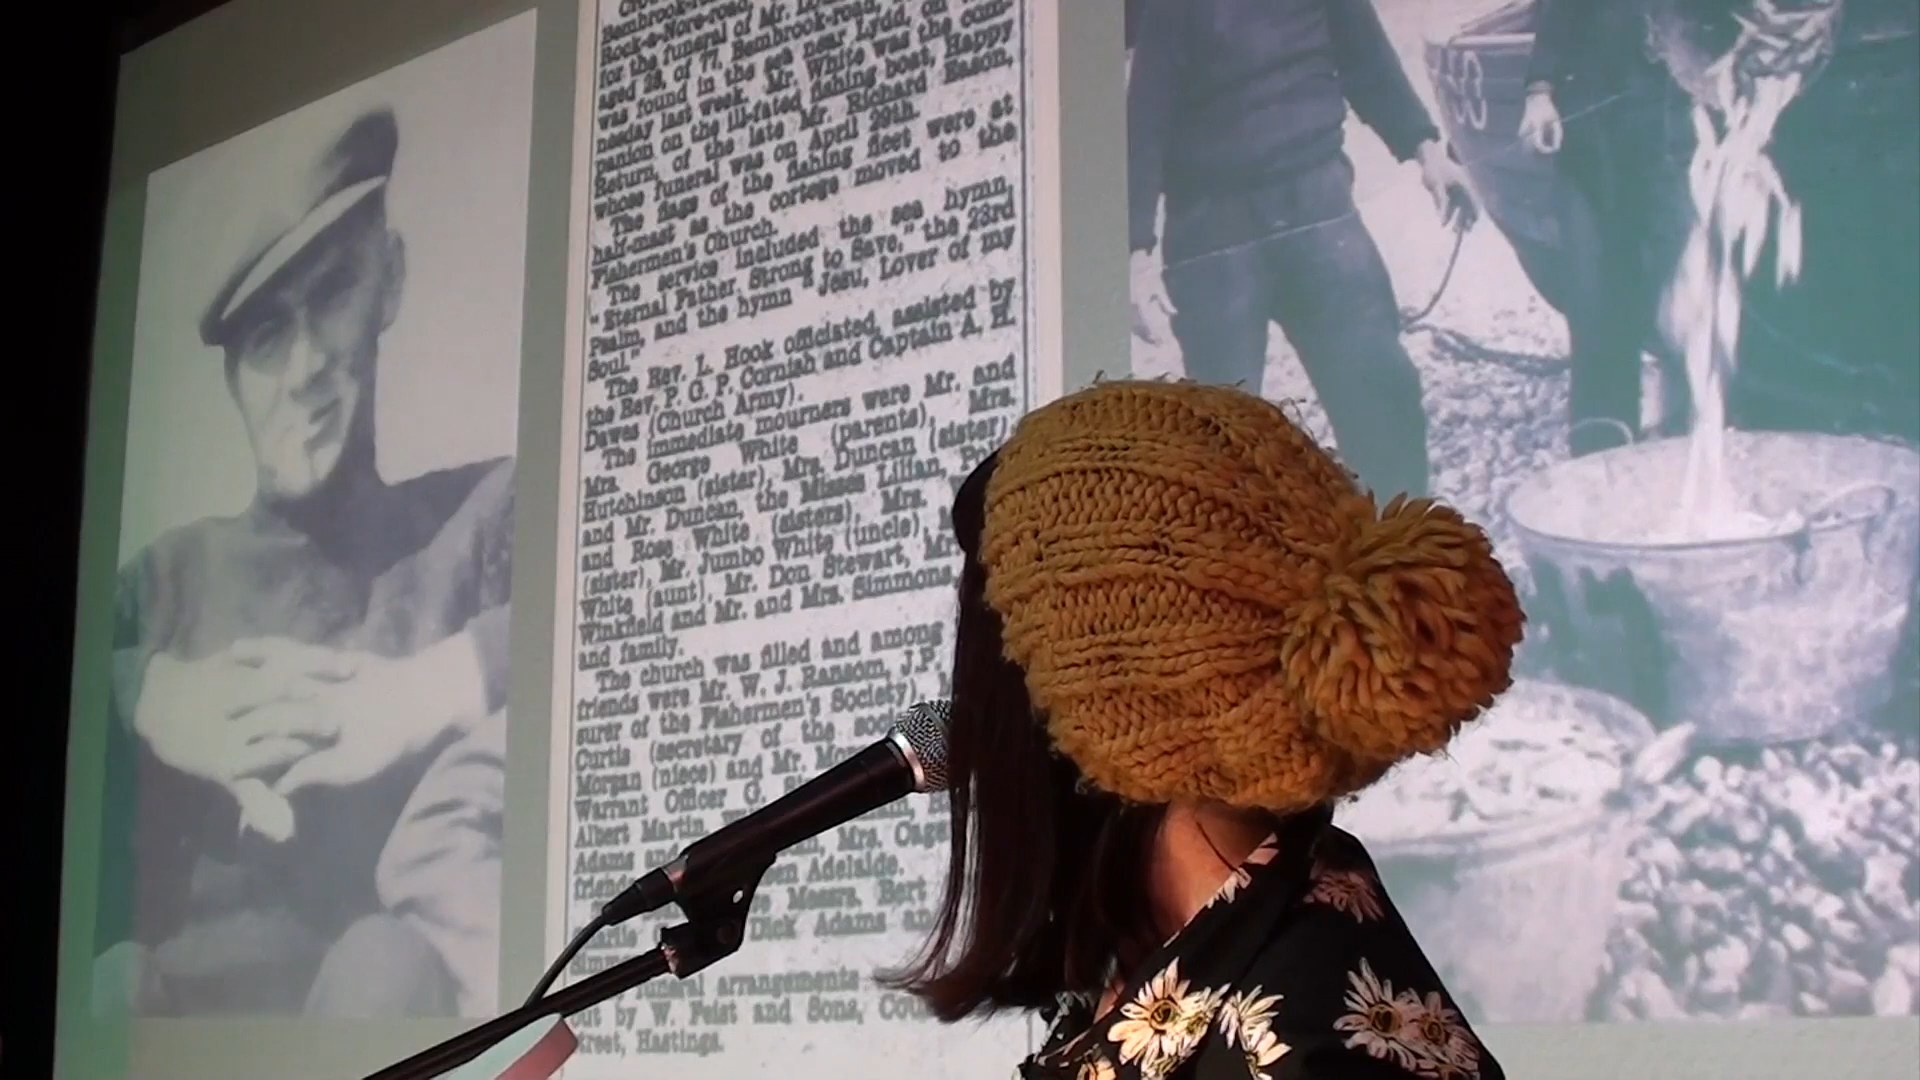 Bembrook-road,
Rock-a-Nore-road,
for the funeral of Mr.
aged 28, of 77, Bembrook-road,
was found in the sea near Lydd, on
nesday last week. Mr. White was the com-
panion on the ill-fated fishing boat, Happy
Return, of the late Mr. Richard Eason,
whose funeral was on April 29th.
The flags of the fishing fleet were at
half-mast as the cortege moved to the
Fishermen's Church.
The service included the sea hymn,
"Eternal Father, Strong to Save," the 23rd
Psalm, and the hymn "Jesu, Lover of my
Soul."
The Rev. L. Hook officiated, assisted by
the Rev. P. G. P. Cornish and Captain A. H.
Dawes (Church Army).
The immediate mourners were Mr. and
Mrs. George White (parents), Mrs.
Hutchinson (sister), Mrs. Duncan (sister)
and Mr. Duncan, the Misses Lilian,
and Rose White (sisters), Mrs.
(sister), Mr. Jumbo White (uncle),
White (aunt), Mr. Don Stewart,
Winkfield and Mr. and Mrs. Simmons,
and family.
The church was filled and among
friends were Mr. W. J. Ransom, J.P.
surer of the Fishermen's Society),
Curtis (secretary of the
Morgan (niece) and Mr.
Warrant Officer G.
Albert Martin,
Adams and Mrs.
Adelaide.
Messrs. Bert
Dick Adams
funeral arrangements
out by W. Feist and Sons,
street, Hastings.